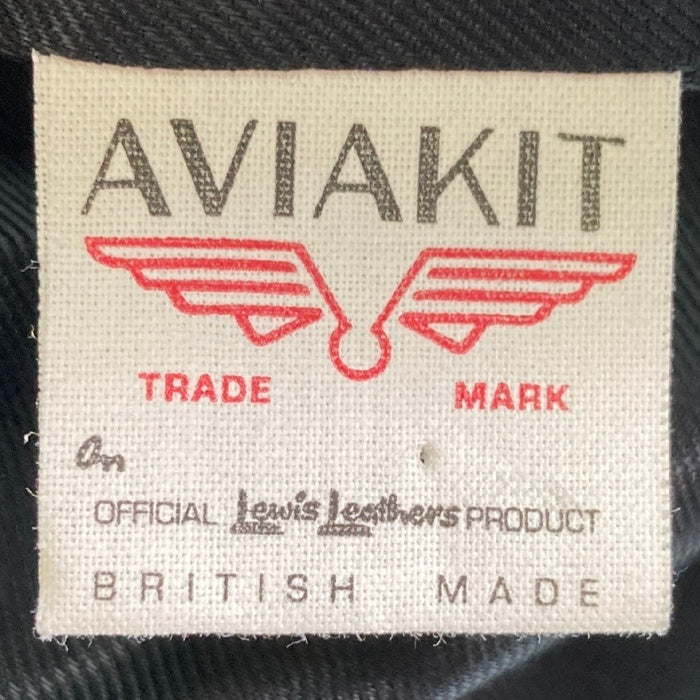 AVIAKIT
TRADE MARK
An
OFFICIAL Lewis Leathers PRODUCT
BRITISH MADE